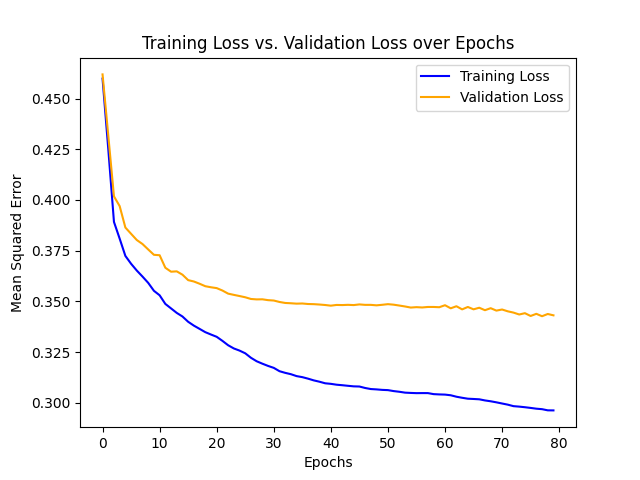 Training Loss vs. Validation Loss over Epochs
Training Loss
Validation Loss
Mean Squared Error
0.450
0.425
0.400
0.375
0.350
0.325
0.300
0 10 20 30 40 50 60 70 80
Epochs